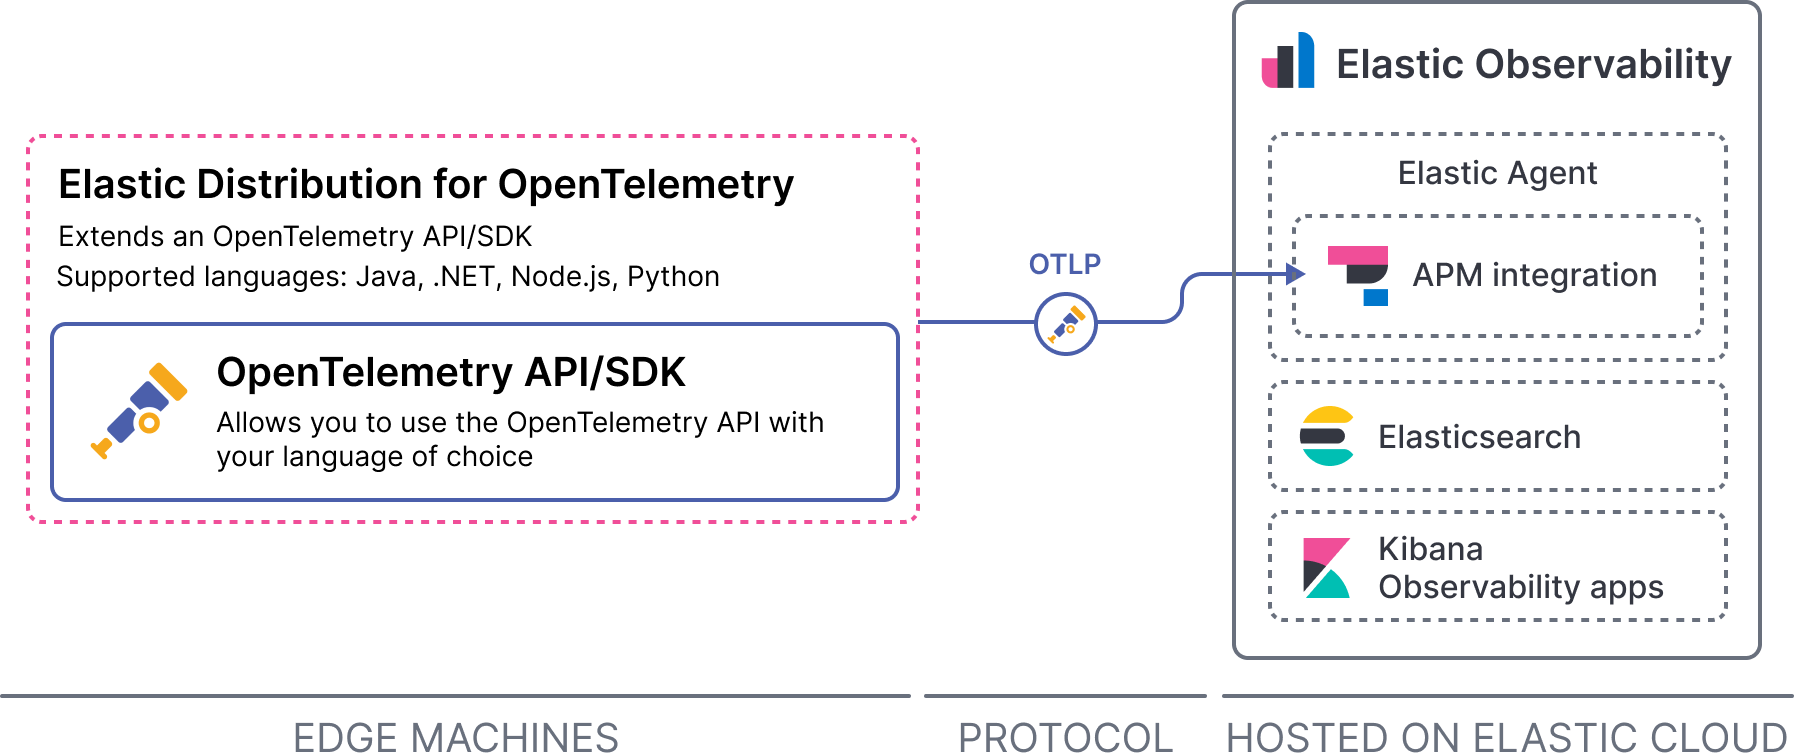 Elastic Observability
Elastic Distribution for OpenTelemetry
Extends an OpenTelemetry API/SDK
Supported languages: Java, .NET, Node.js, Python
OpenTelemetry API/SDK
Allows you to use the OpenTelemetry API with
your language of choice
OTLP
Elastic Agent
APM integration
Elasticsearch
Kibana
Observability apps
EDGE MACHINES
PROTOCOL
HOSTED ON ELASTIC CLOUD